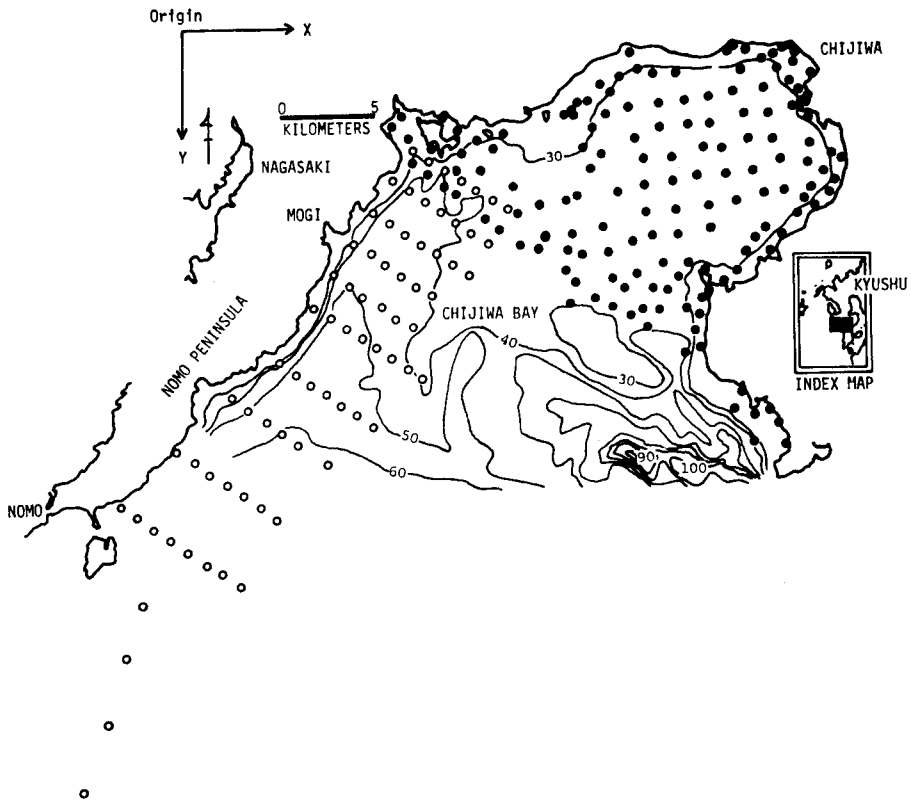 Origin
X
Y
CHIJIWA
0 5
KILOMETERS
NAGASAKI
MOGI
30
KYUSHU
INDEX MAP
NOMO PENINSULA
CHIJIWA BAY
40
30
50
60
90
100
NOMO